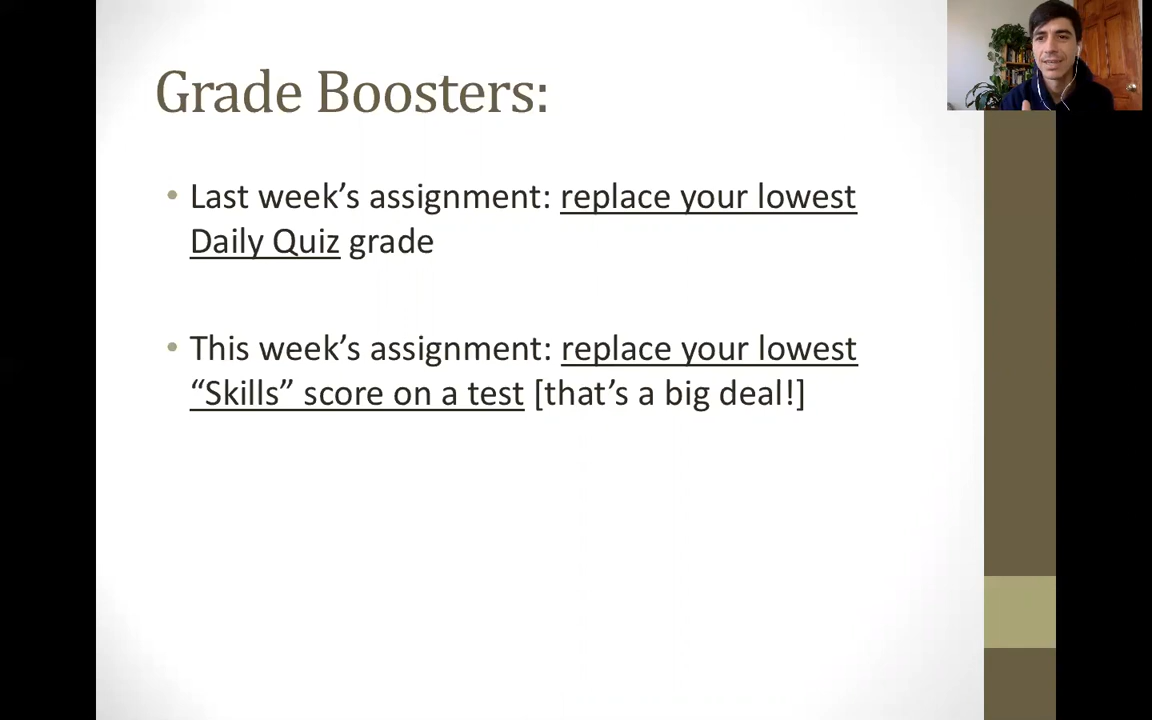 Grade Boosters:
• Last week’s assignment: replace your lowest
Daily Quiz grade
• This week’s assignment: replace your lowest
“Skills” score on a test [that’s a big deal!]